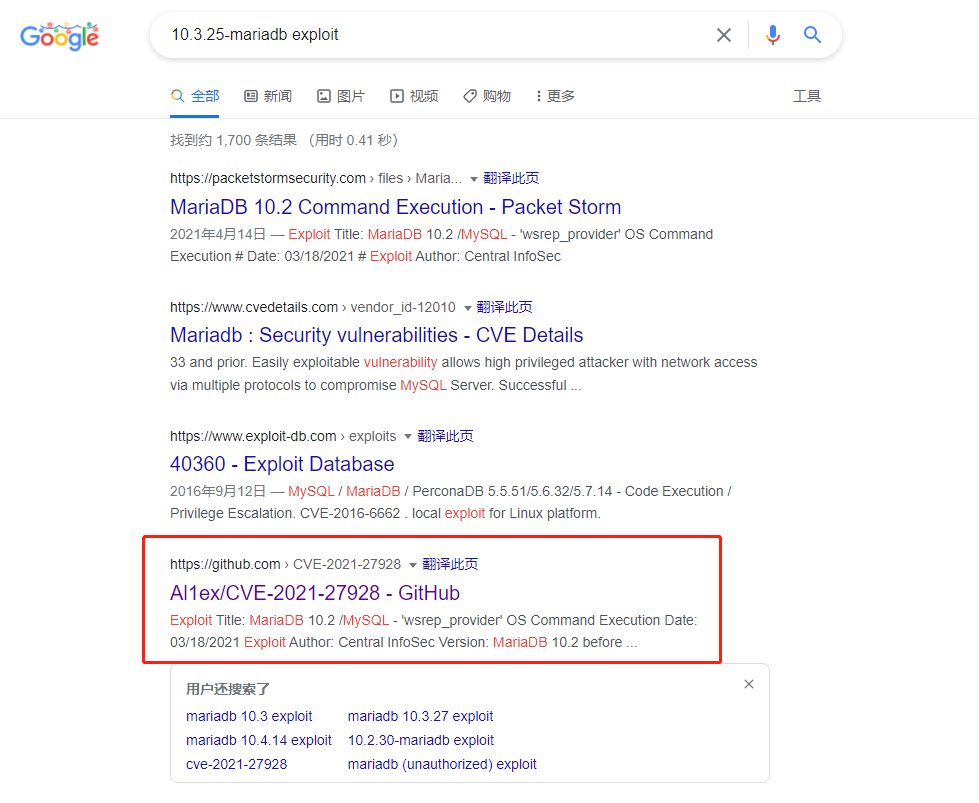 Google
10.3.25-mariadb exploit
全部 新闻 图片 视频 购物 更多 工具
找到约 1,700 条结果 （用时 0.41 秒）
https://packetstormsecurity.com › files › Maria... 翻译此页
MariaDB 10.2 Command Execution - Packet Storm
2021年4月14日 — Exploit Title: MariaDB 10.2 /MySQL - 'wsrep_provider' OS Command
Execution # Date: 03/18/2021 # Exploit Author: Central InfoSec
https://www.cvedetails.com › vendor_id-12010 翻译此页
Mariadb : Security vulnerabilities - CVE Details
33 and prior. Easily exploitable vulnerability allows high privileged attacker with network access
via multiple protocols to compromise MySQL Server. Successful ...
https://www.exploit-db.com › exploits 翻译此页
40360 - Exploit Database
2016年9月12日 — MySQL / MariaDB / PerconaDB 5.5.51/5.6.32/5.7.14 - Code Execution /
Privilege Escalation. CVE-2016-6662 . local exploit for Linux platform.
https://github.com › CVE-2021-27928 翻译此页
Al1ex/CVE-2021-27928 - GitHub
Exploit Title: MariaDB 10.2 /MySQL - 'wsrep_provider' OS Command Execution Date:
03/18/2021 Exploit Author: Central InfoSec Version: MariaDB 10.2 before ...
用户还搜索了
mariadb 10.3 exploit mariadb 10.3.27 exploit
mariadb 10.4.14 exploit 10.2.30-mariadb exploit
cve-2021-27928 mariadb (unauthorized) exploit